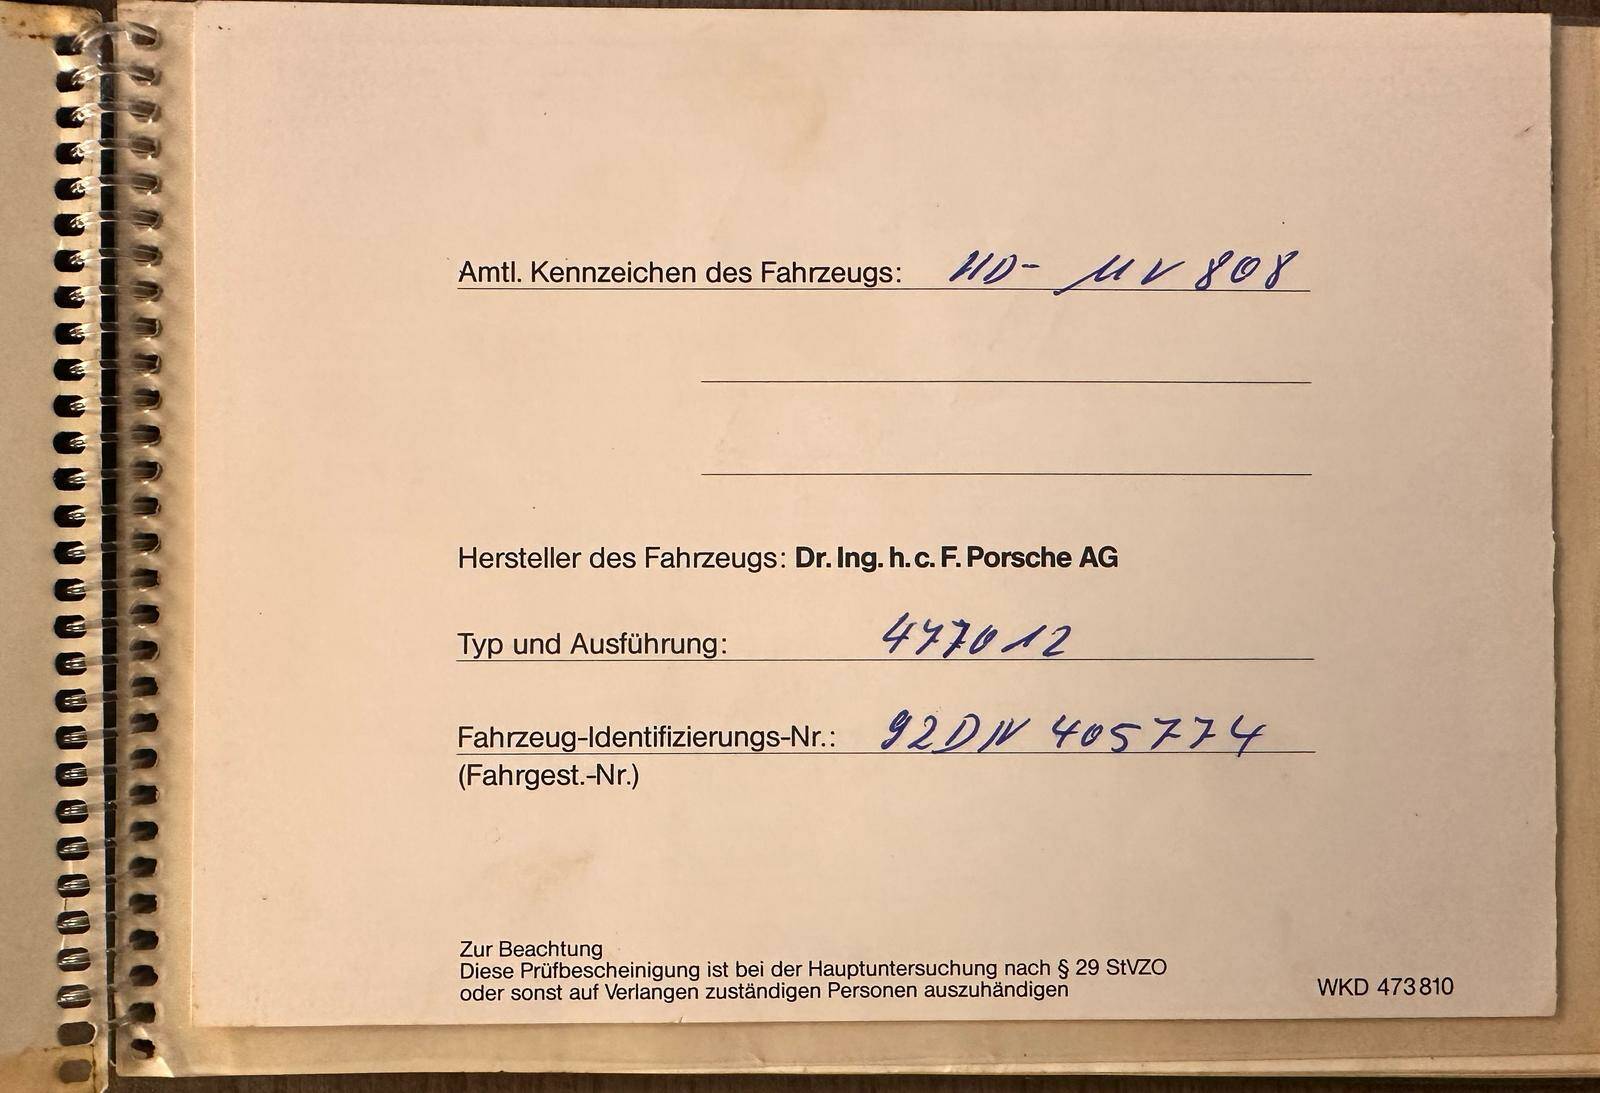 Amtl. Kennzeichen des Fahrzeugs: HD- MV 808
Hersteller des Fahrzeugs: Dr. Ing. h. c. F. Porsche AG
Typ und Ausführung: 477012
Fahrzeug-Identifizierungs-Nr.: 92DN 405774
(Fahrgest.-Nr.)
Zur Beachtung
Diese Prüfbescheinigung ist bei der Hauptuntersuchung nach § 29 StVZO
oder sonst auf Verlangen zuständigen Personen auszuhändigen
WKD 473810